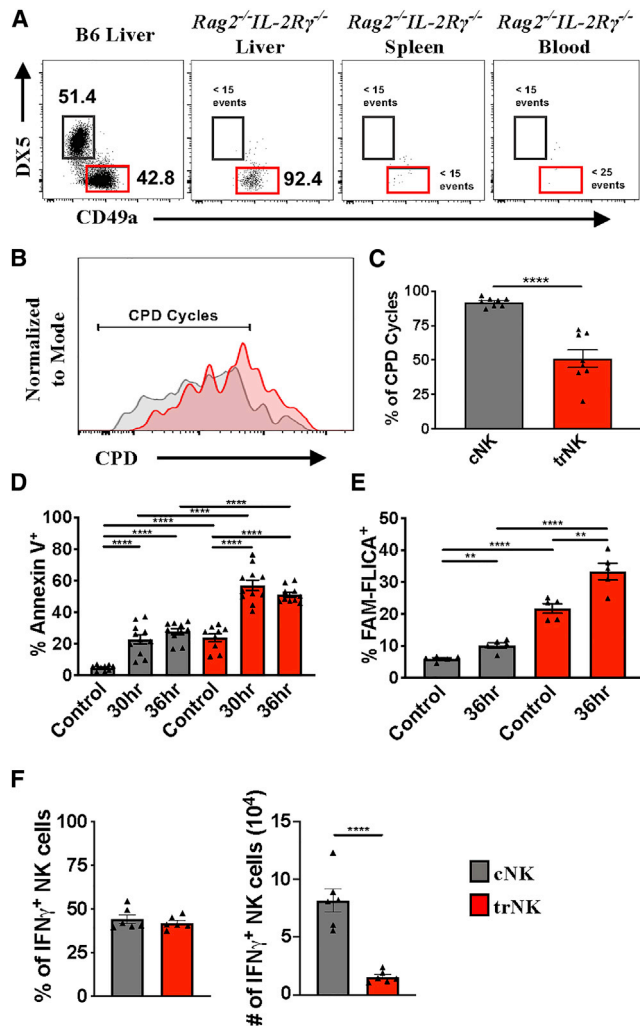 A
B6 Liver
Rag2-/-IL-2Rγ-/-
Liver
Rag2-/-IL-2Rγ-/-
Spleen
Rag2-/-IL-2Rγ-/-
Blood
DX5
51.4
42.8
< 15
events
92.4
< 15
events
< 15
events
< 15
events
< 25
events
CD49a
B
Normalized
to Mode
CPD Cycles
CPD
C
% of CPD Cycles
100
75
50
25
0
****
cNK
trNK
D
% Annexin V+
100
80
60
40
20
0
****
****
****
****
****
****
****
Control
30hr
36hr
Control
30hr
36hr
E
% FAM-FLICA+
50
40
30
20
10
0
****
****
**
**
Control
36hr
Control
36hr
F
% of IFNγ+ NK cells
100
75
50
25
0
# of IFNγ+ NK cells (10⁴)
15
10
5
0
****
cNK
trNK